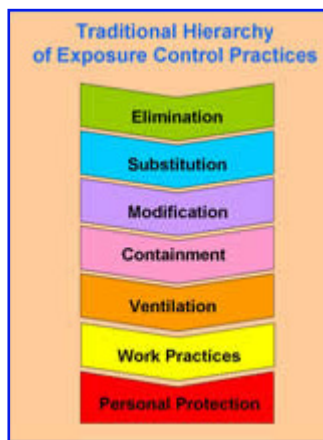 Traditional Hierarchy
of Exposure Control Practices
Elimination
Substitution
Modification
Containment
Ventilation
Work Practices
Personal Protection